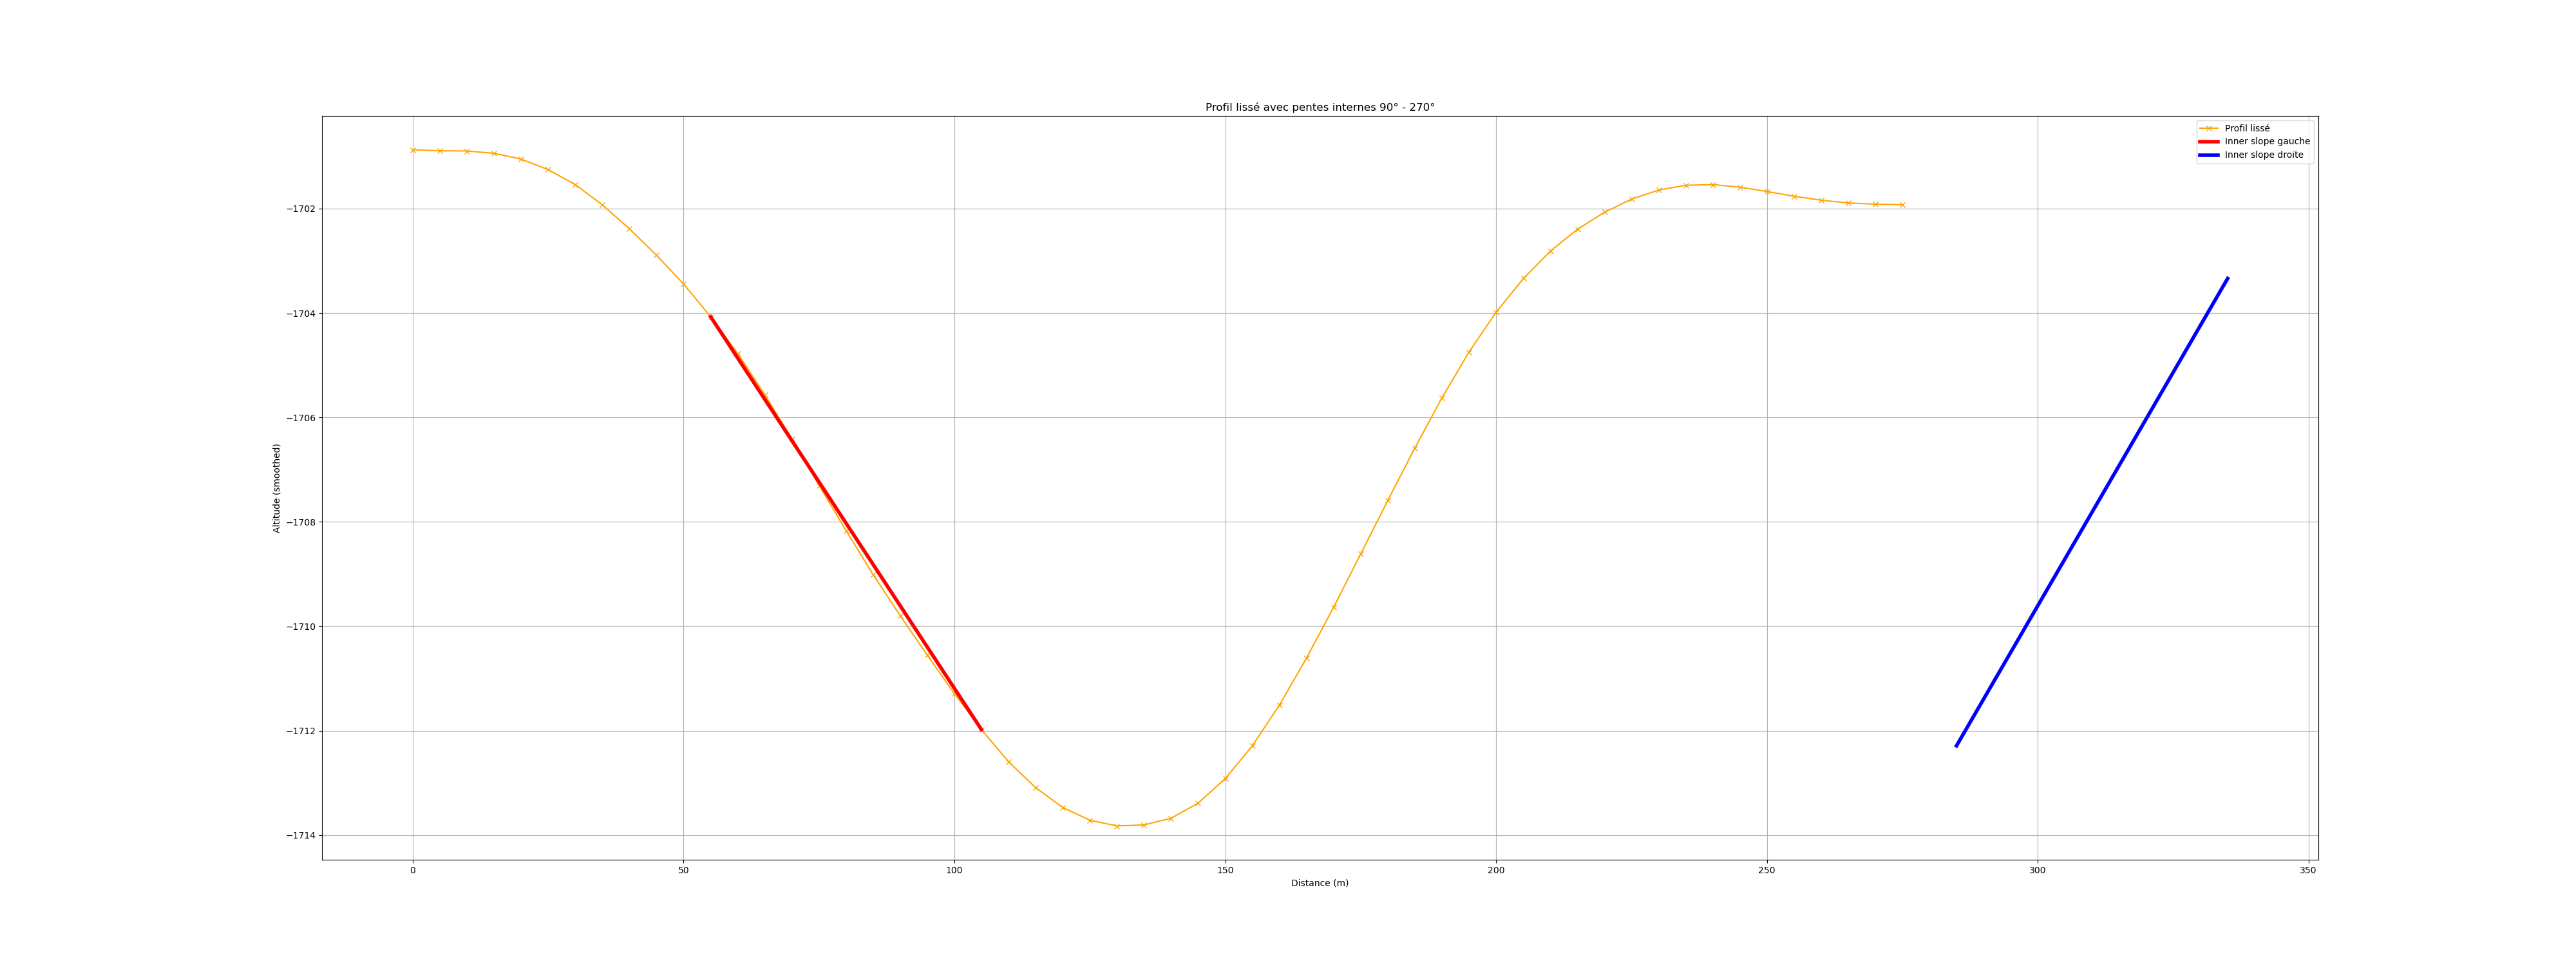 Profil lissé avec pentes internes 90° - 270°
Profil lissé
Inner slope gauche
Inner slope droite
Altitude (smoothed)
−1702
−1704
−1706
−1708
−1710
−1712
−1714
0
50
100
150
200
250
300
350
Distance (m)